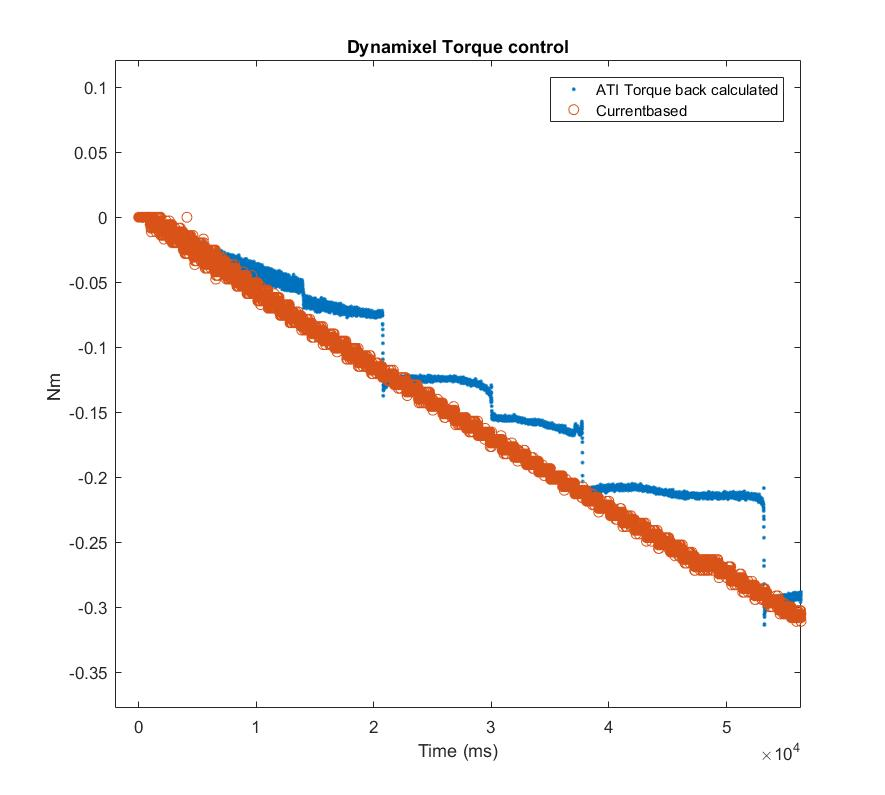 Dynamixel Torque control
ATI Torque back calculated
Currentbased
0.1
0.05
0
-0.05
-0.1
-0.15
-0.2
-0.25
-0.3
-0.35
Nm
0 1 2 3 4 5
Time (ms)
×10⁴